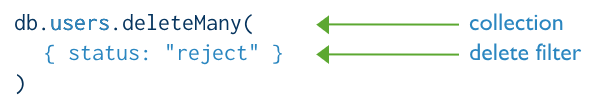 db.users.deleteMany( collection
{ status: "reject" } delete filter
)